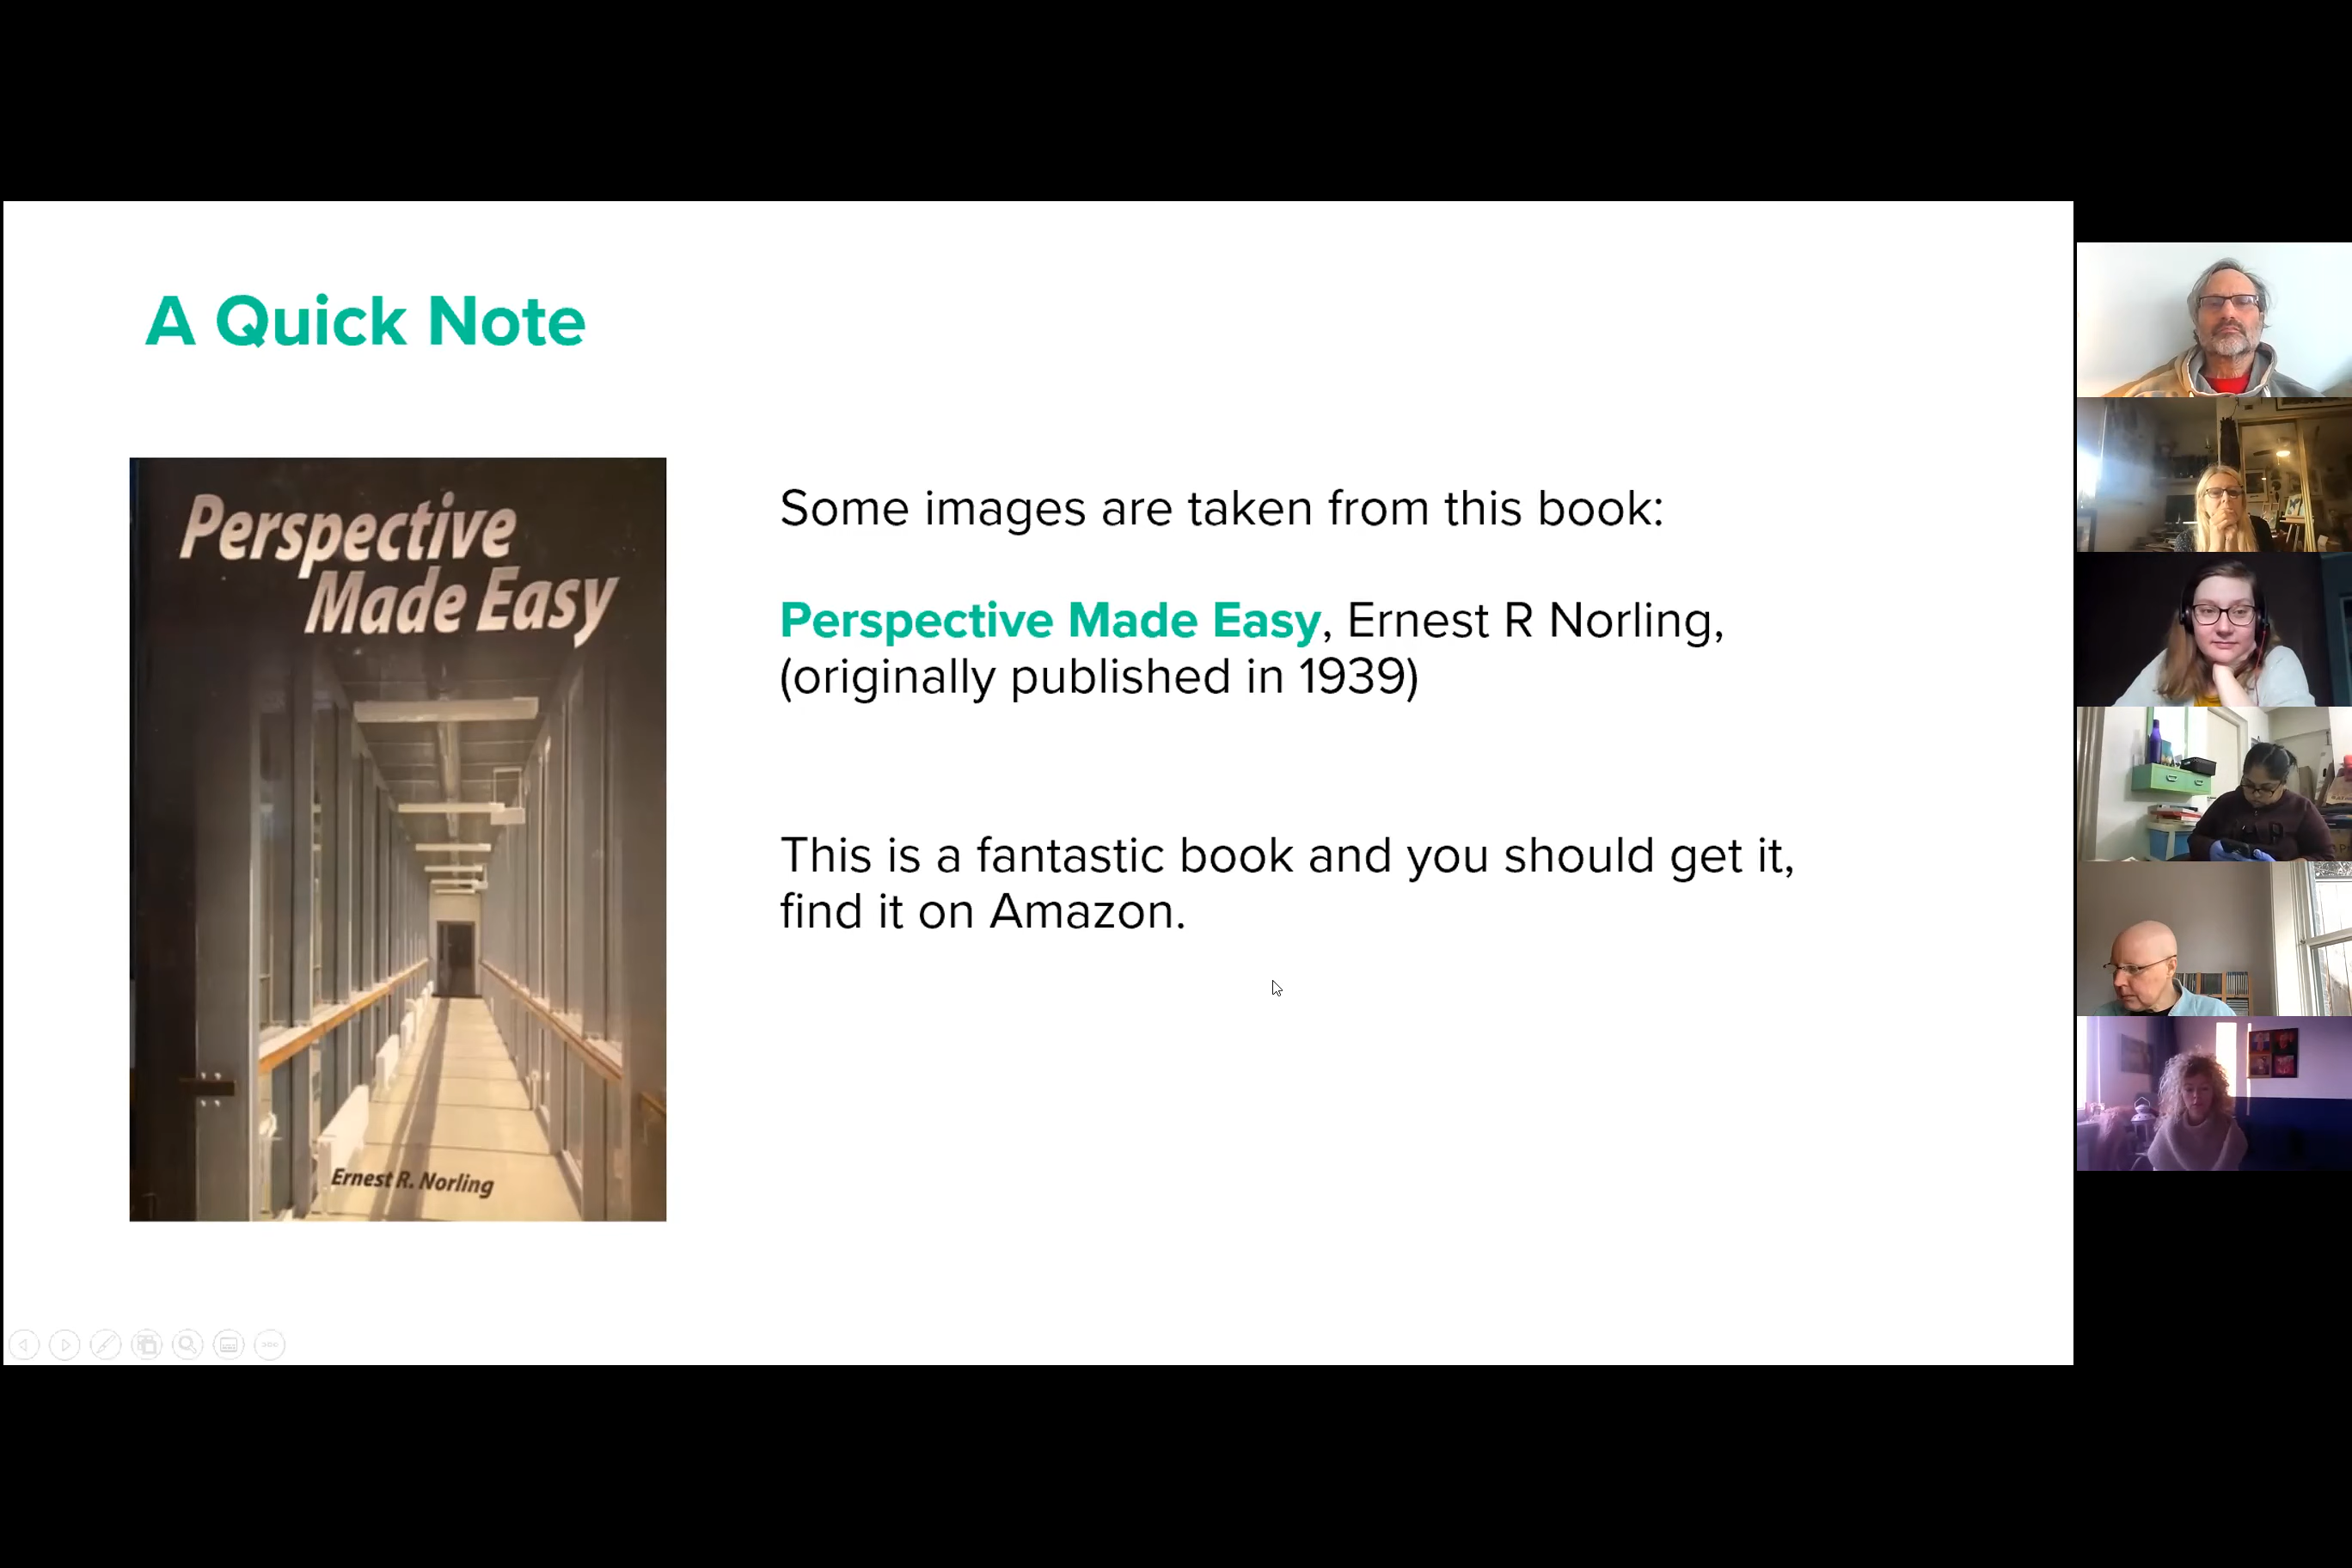 A Quick Note
Perspective
Made Easy
Ernest R. Norling
Some images are taken from this book:
Perspective Made Easy, Ernest R Norling,
(originally published in 1939)
This is a fantastic book and you should get it,
find it on Amazon.